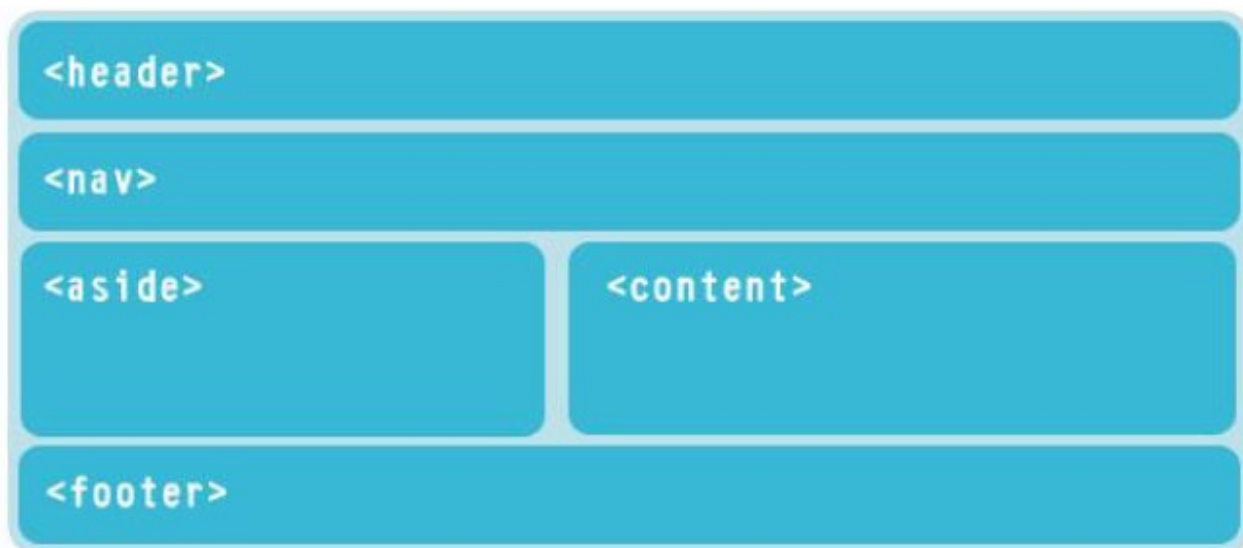 <header>
<nav>
<aside>
<content>
<footer>